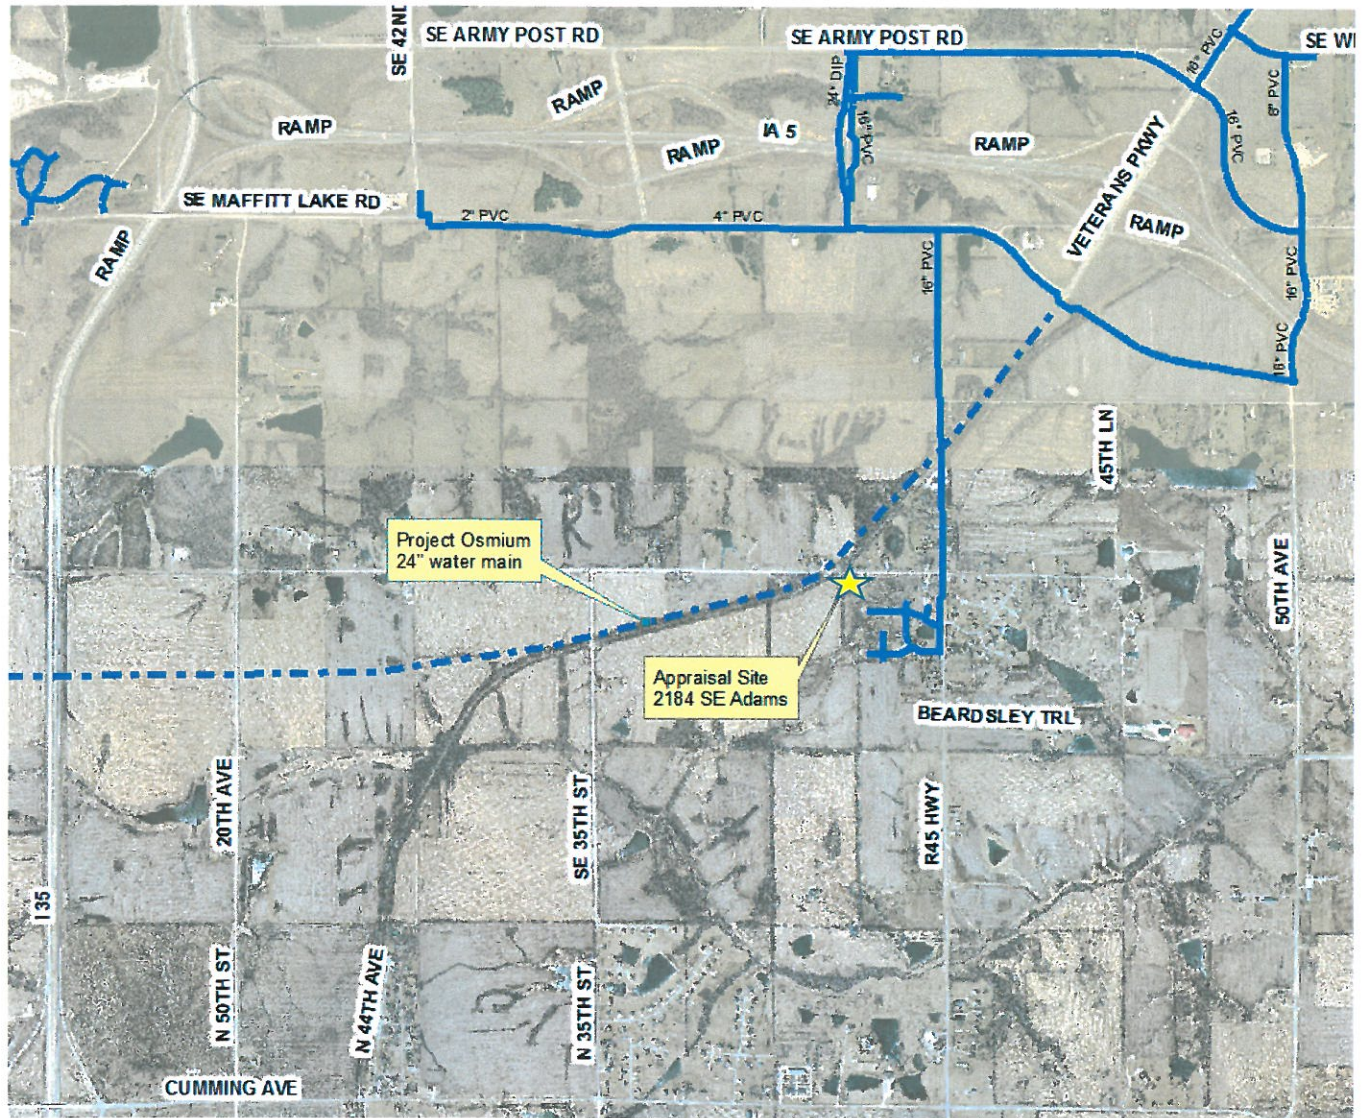 SE 42ND
SE ARMY POST RD
SE ARMY POST RD
16" PVC
24" DIP
RAMP
RAMP
IA 5
RAMP
16" PVC
RAMP
VETERANS PKWY
16" PVC
8" PVC
SE MAFFITT LAKE RD
2" PVC
4" PVC
RAMP
RAMP
16" PVC
16" PVC
16" PVC
45TH LN
Project Osmium
24" water main
50TH AVE
Appraisal Site
2184 SE Adams
BEARDSLEY TRL
20TH AVE
SE 35TH ST
R45 HWY
I 35
N 50TH ST
N 44TH AVE
N 35TH ST
CUMMING AVE